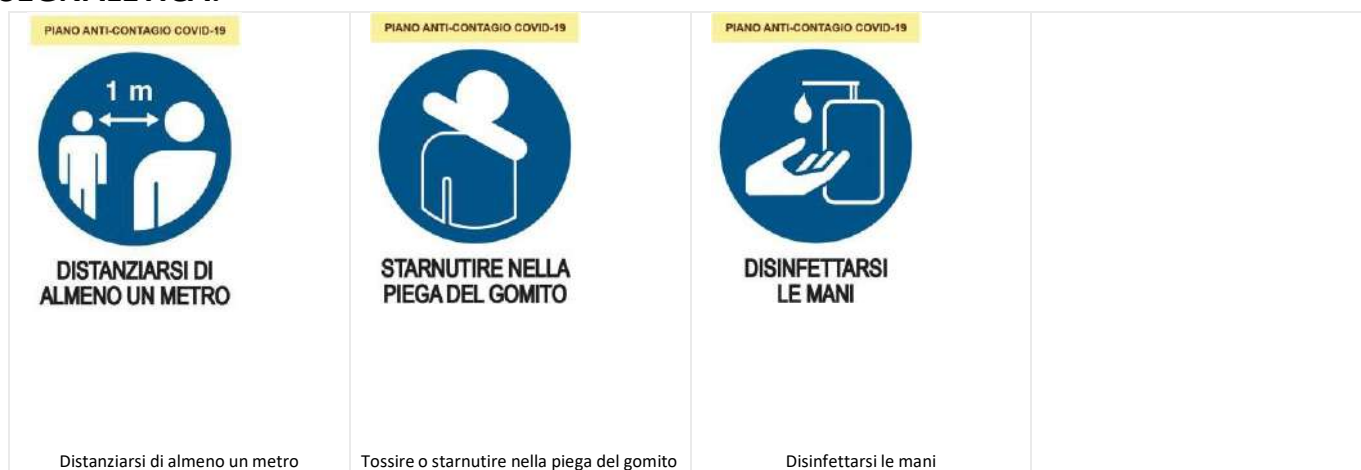 PIANO ANTI-CONTAGIO COVID-19
1 m
DISTANZIARSI DI
ALMENO UN METRO
Distanziarsi di almeno un metro
PIANO ANTI-CONTAGIO COVID-19
STARNUTIRE NELLA
PIEGA DEL GOMITO
Tossire o starnutire nella piega del gomito
PIANO ANTI-CONTAGIO COVID-19
DISINFETTARSI
LE MANI
Disinfettarsi le mani